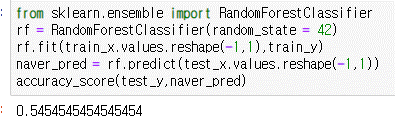 from sklearn.ensemble import RandomForestClassifier
rf = RandomForestClassifier(random_state = 42)
rf.fit(train_x.values.reshape(-1,1),train_y)
naver_pred = rf.predict(test_x.values.reshape(-1,1))
accuracy_score(test_y,naver_pred)
0.5454545454545454